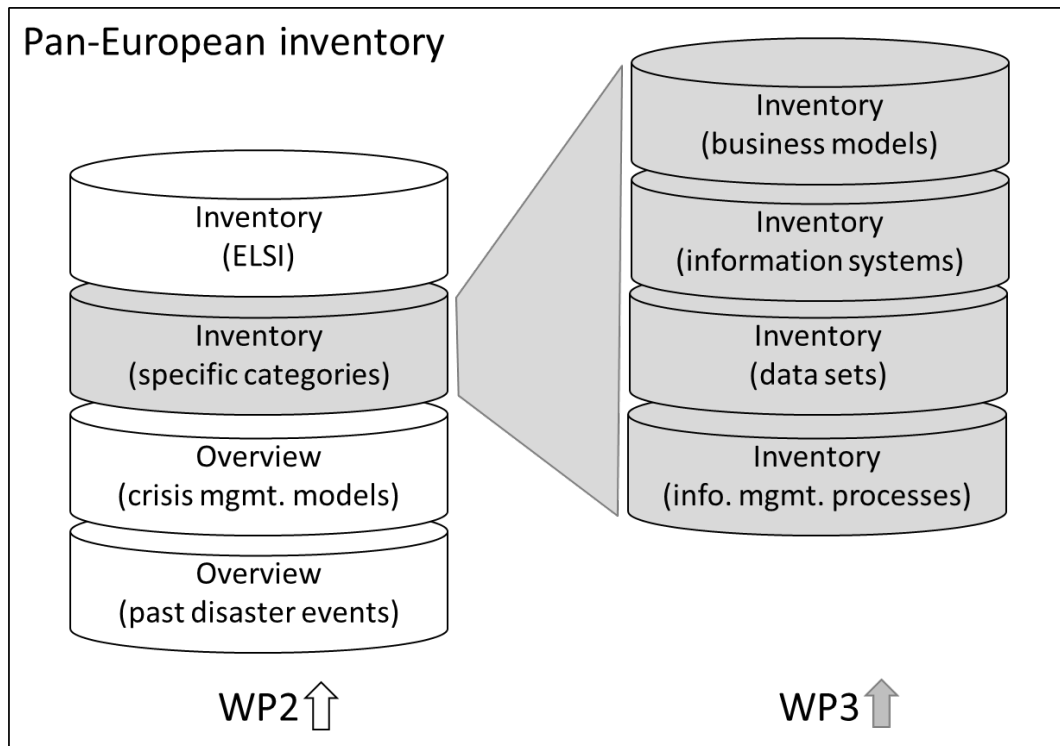 Pan-European inventory
Inventory
(ELSI)
Inventory
(specific categories)
Overview
(crisis mgmt. models)
Overview
(past disaster events)
WP2
Inventory
(business models)
Inventory
(information systems)
Inventory
(data sets)
Inventory
(info. mgmt. processes)
WP3